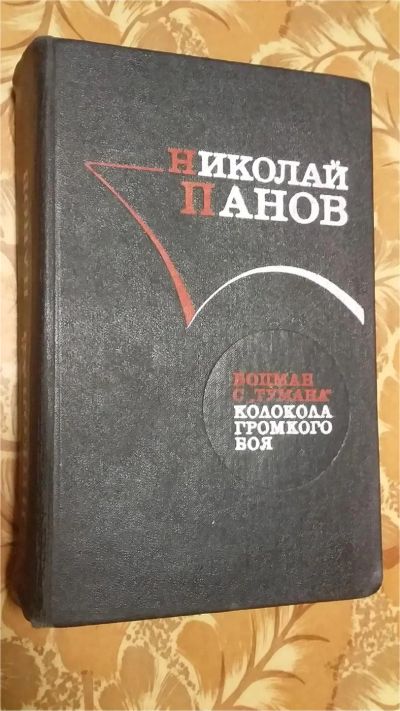 НИКОЛАЙ
ПАНОВ
БОЦМАН
С „ТУМАНА"
КОЛОКОЛА
ГРОМКОГО
БОЯ